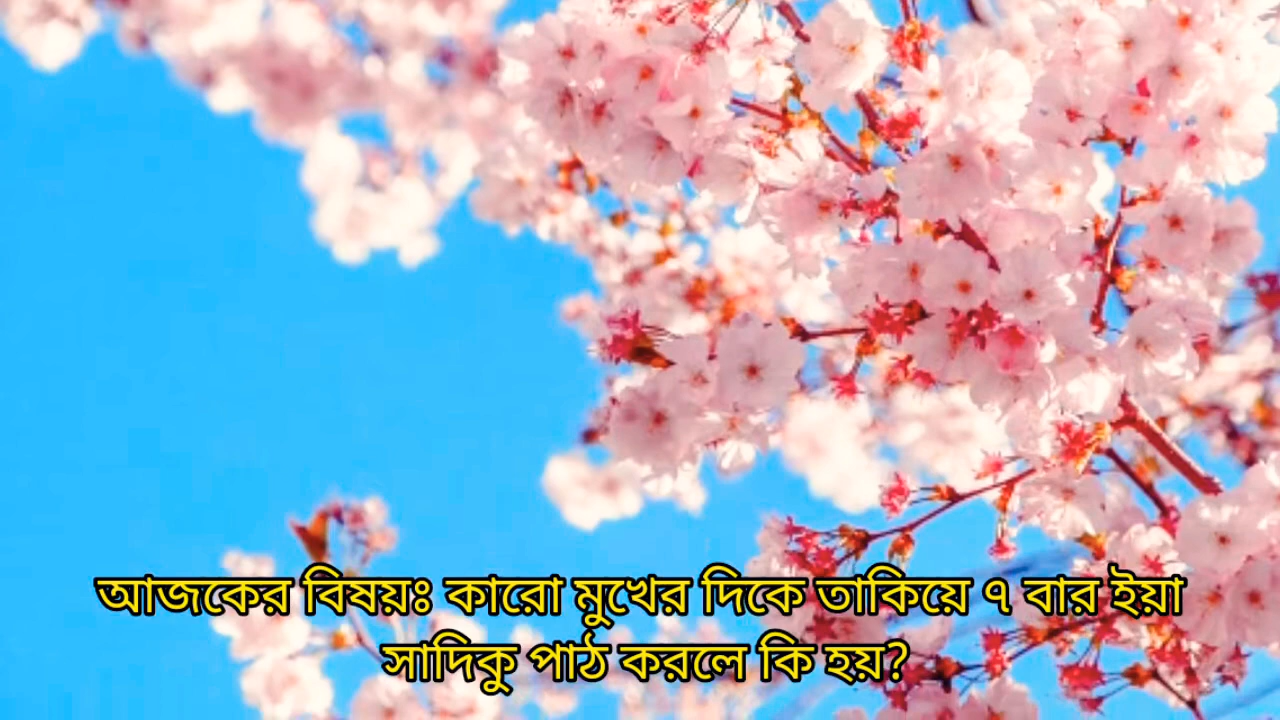 আজকের বিষয়ঃ কারো মুখের দিকে তাকিয়ে ৭ বার ইয়া
সাদিকু পাঠ করলে কি হয়?